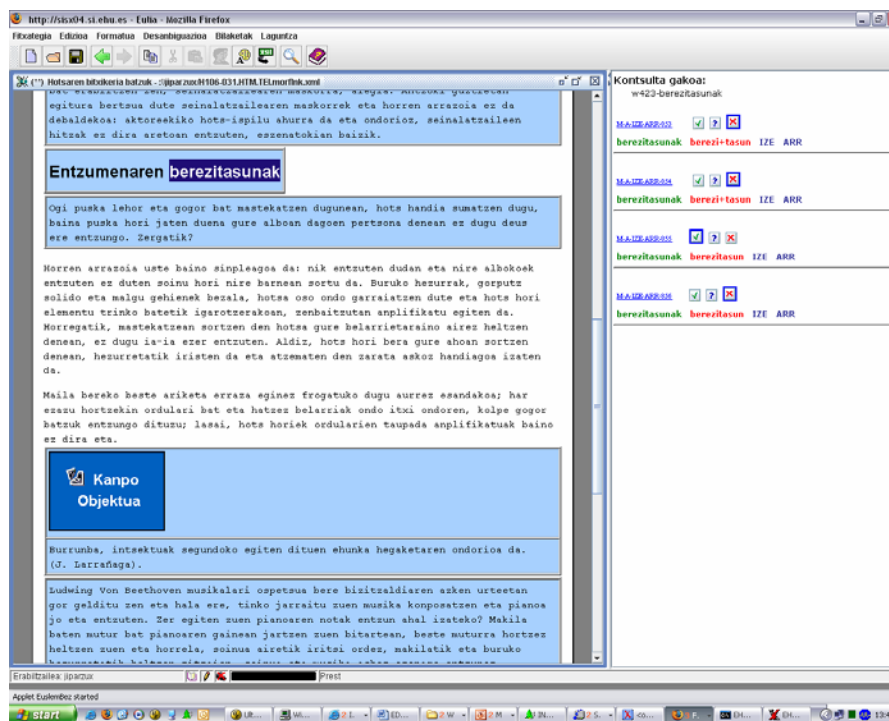 http://sisx04.si.ehu.es - Eulia - Mozilla Firefox
Fitxategia Edizioa Formatua Desanbiguazioa Bilaketak Laguntza
(**) Hotsaren bitxikeria batzuk
egitura bertsua dute seinalatzailearen maskorrek eta horren arrazoia ez da
debaldekoa: aktoreekiko hots-ispilu ahurra da eta ondorioz, seinalatzaileen
hitzak ez dira aretoan entzuten, eszenatokian baizik.
Entzumenaren berezitasunak
Ogi puska lehor eta gogor bat mastekatzen dugunean, hots handia sumatzen dugu,
baina puska hori jaten duena gure alboan dagoen pertsona denean ez dugu deus
ere entzungo. Zergatik?
Horren arrazoia uste baino sinpleagoa da: nik entzuten dudan eta nire albokoek
entzuten ez duten soinu hori nire barnean sortu da. Buruko hezurrak, gorputz
solido eta malgu gehienek bezala, hotsa oso ondo garraiatzen dute eta hots hori
elementu trinko batetik igarotzerakoan, zenbaitzutan anplifikatu egiten da.
Horregatik, mastekatzean sortzen den hotsa gure belarrietaraino airez heltzen
denean, ez dugu ia-ia ezer entzuten. Aldiz, hots hori bera gure ahoan sortzen
denean, hezurretatik iristen da eta atzematen den zarata askoz handiagoa izaten
da.
Maila bereko beste ariketa erraza eginez frogatuko dugu aurrez esandakoa; har
ezazu hortzekin ordulari bat eta hatzez belarriak ondo itxi ondoren, kolpe gogor
batzuk entzungo dituzu; lasai, hots horiek ordularien taupada anplifikatuak baino
ez dira eta.
Kanpo
Objektua
Burrunba, intsektuak segundoko egiten dituen ehunka hegaketaren ondorioa da.
(J. Larrañaga).
Ludwing Von Beethoven musikalari ospetsua bere bizitzaldiaren azken urteetan
gor gelditu zen eta hala ere, tinko jarraitu zuen musika konposatzen eta pianoa
jo eta entzuten. Zer egiten zuen pianoaren notak entzun ahal izateko? Makila
baten mutur bat pianoaren gainean jartzen zuen bitartean, beste muturra hortzez
heltzen zuen eta horrela, soinua airetik iritsi ordez, makilatik eta buruko
Kontsulta gakoa:
w423-berezitasunak
M-A-IZE-ARR-053
berezitasunak berezi+tasun IZE ARR
M-A-IZE-ARR-054
berezitasunak berezi+tasun IZE ARR
M-A-IZE-ARR-055
berezitasunak berezitasun IZE ARR
M-A-IZE-ARR-056
berezitasunak berezitasun IZE ARR
Erabiltzailea: jiparzux Prest
Applet EuslemBez started
start